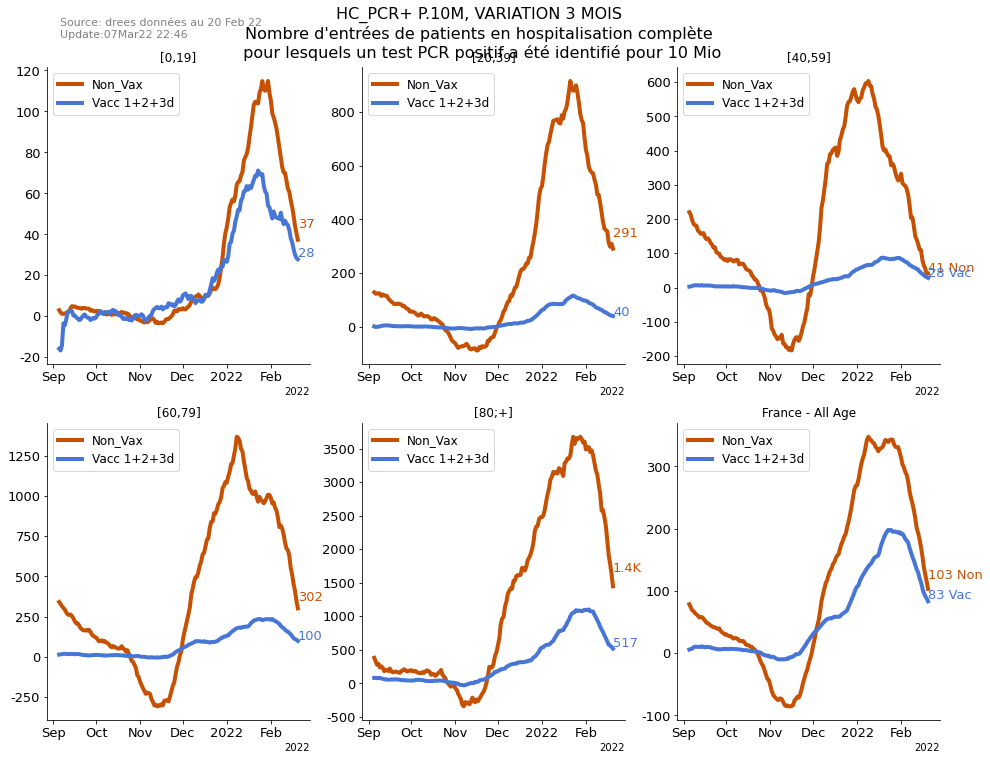 HC_PCR+ P.10M, VARIATION 3 MOIS
Source: drees données au 20 Feb 22
Update:07Mar22 22:46
Nombre d'entrées de patients en hospitalisation complète
pour lesquels un test PCR positif a été identifié pour 10 Mio
[0,19]
Non_Vax
Vacc 1+2+3d
120
100
80
60
40
20
0
-20
37
28
Sep Oct Nov Dec 2022 Feb
2022
[20,39]
Non_Vax
Vacc 1+2+3d
800
600
400
200
0
291
40
Sep Oct Nov Dec 2022 Feb
2022
[40,59]
Non_Vax
Vacc 1+2+3d
600
500
400
300
200
100
0
-100
-200
41 Non
28 Vac
Sep Oct Nov Dec 2022 Feb
2022
[60,79]
Non_Vax
Vacc 1+2+3d
1250
1000
750
500
250
0
-250
302
100
Sep Oct Nov Dec 2022 Feb
2022
[80;+]
Non_Vax
Vacc 1+2+3d
3500
3000
2500
2000
1500
1000
500
0
-500
1.4K
517
Sep Oct Nov Dec 2022 Feb
2022
France - All Age
Non_Vax
Vacc 1+2+3d
300
200
100
0
-100
103 Non
83 Vac
Sep Oct Nov Dec 2022 Feb
2022